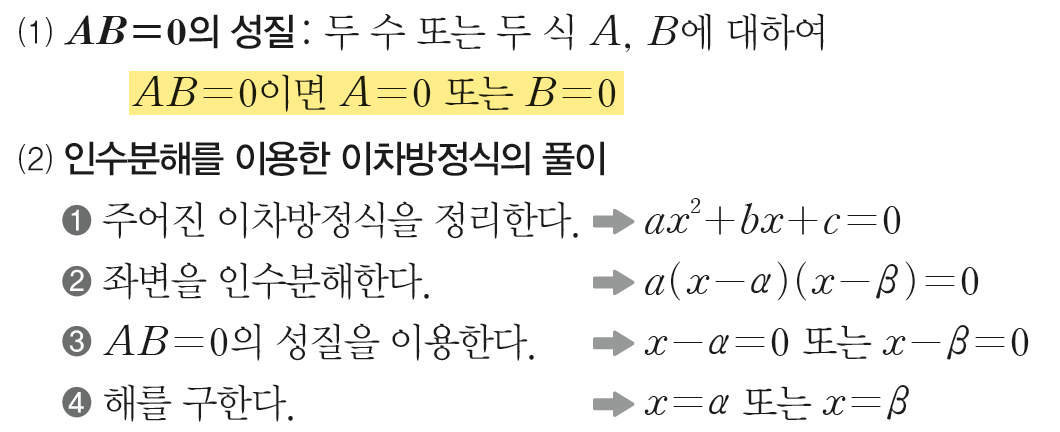 (1) AB=0의 성질: 두 수 또는 두 식 A, B에 대하여
AB=0이면 A=0 또는 B=0
(2) 인수분해를 이용한 이차방정식의 풀이
❶ 주어진 이차방정식을 정리한다. ➡ ax²+bx+c=0
❷ 좌변을 인수분해한다. ➡ a(x-α)(x-β)=0
❸ AB=0의 성질을 이용한다. ➡ x-α=0 또는 x-β=0
❹ 해를 구한다. ➡ x=α 또는 x=β